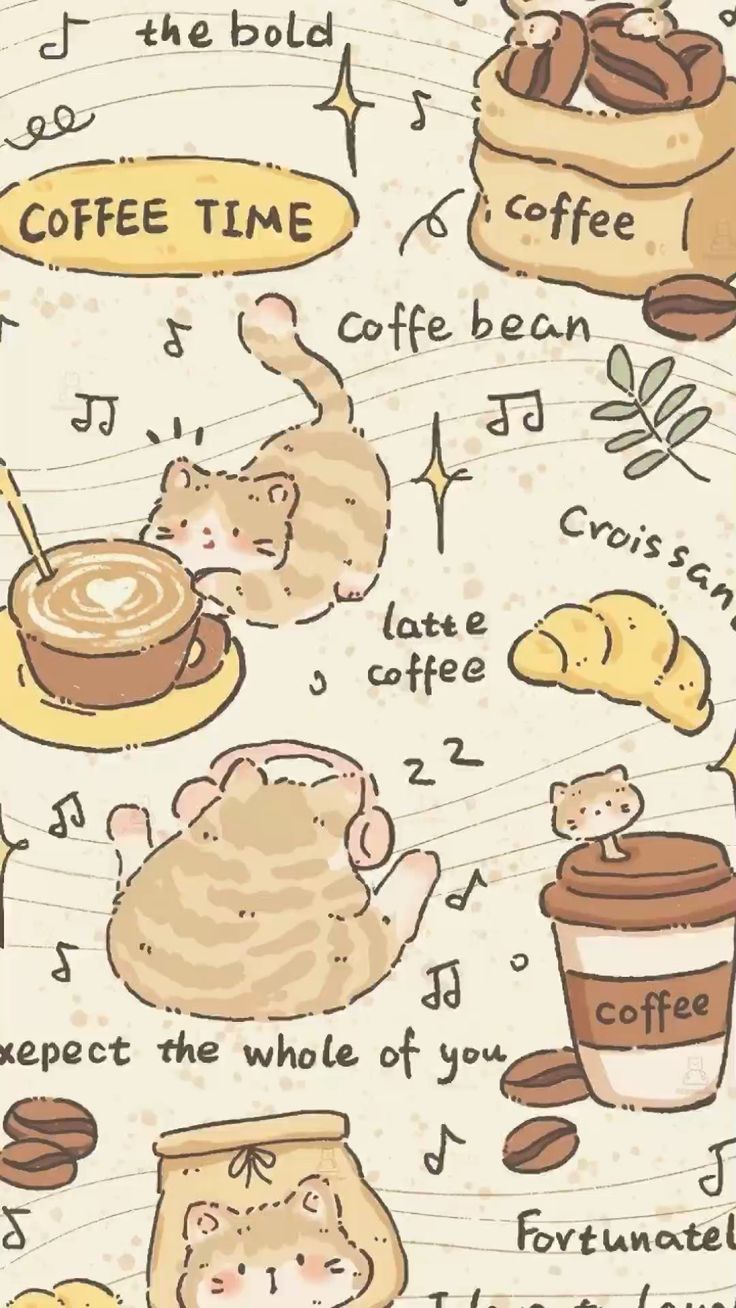 the bold
COFFEE TIME
coffee
coffe bean
Croissan
latte
coffee
z z
coffee
xepect the whole of you
Fortunatel